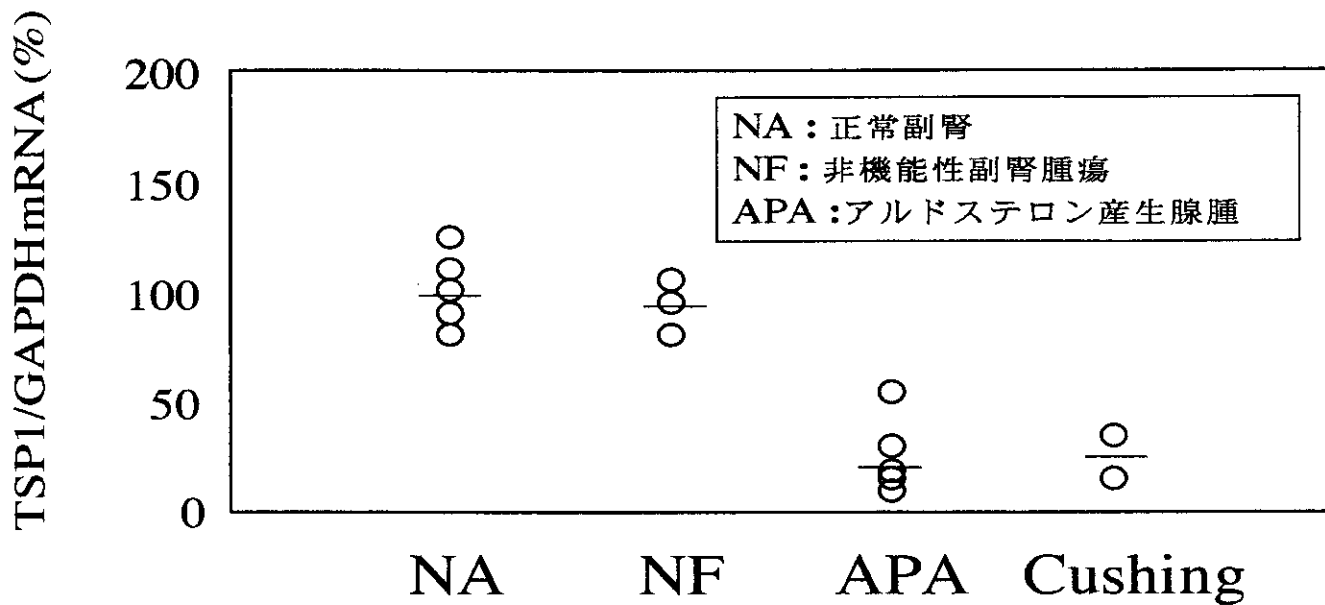 TSP1/GAPDHmRNA(%)
200
150
100
50
0
NA：正常副腎
NF：非機能性副腎腫瘍
APA：アルドステロン産生腺腫
NA NF APA Cushing